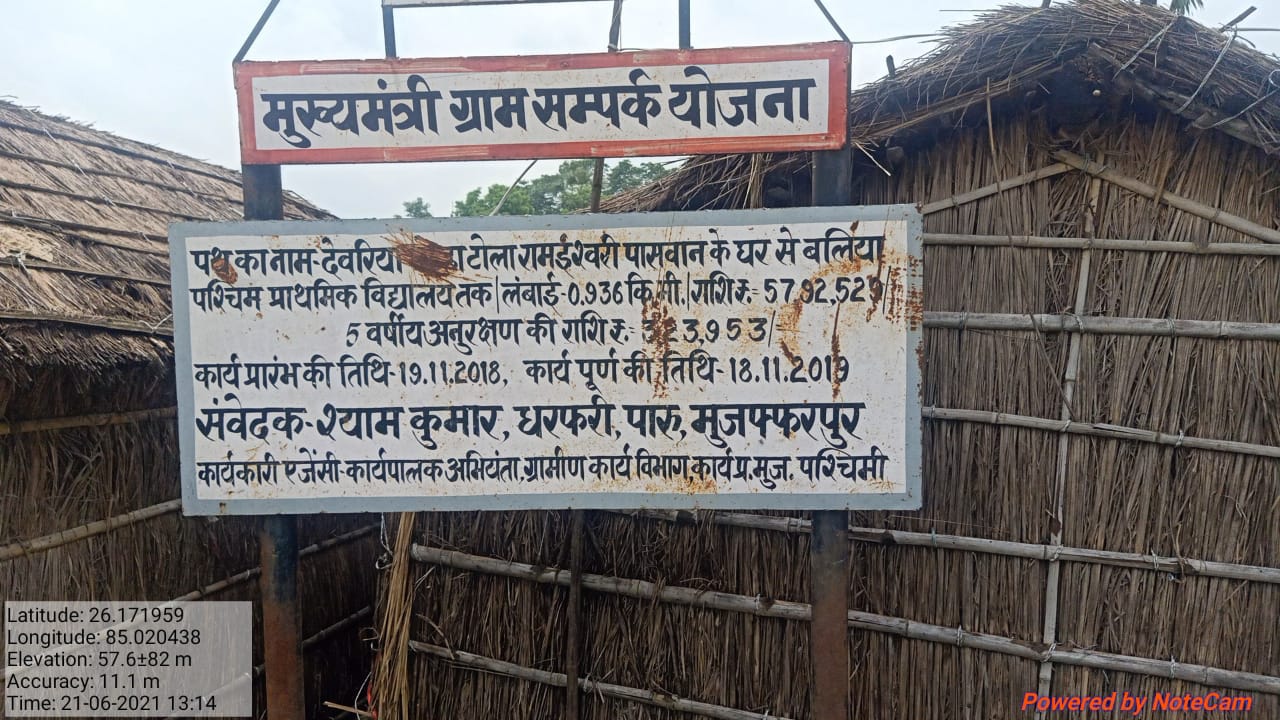 मुख्यमंत्री ग्राम सम्पर्क योजना
पथ का नाम-देवरिया टोला रामईश्वरी पासवान के घर से बलिया
पश्चिम प्राथमिक विद्यालय तक|लंबाई-0.936 कि.मी.|राशि रु.- 57,92,529/
5 वर्षीय अनुरक्षण की राशि रु.-
कार्य प्रारंभ की तिथि-19.11.2018, कार्य पूर्ण की तिथि-18.11.2019
संवेदक-श्याम कुमार, धरफरी, पारु, मुजफ्फरपुर
कार्यकारी एजेंसी-कार्यपालक अभियंता, ग्रामीण कार्य विभाग, कार्य प्र. मुज. पश्चिमी
Latitude: 26.171959
Longitude: 85.020438
Elevation: 57.6±82 m
Accuracy: 11.1 m
Time: 21-06-2021 13:14
Powered by NoteCam